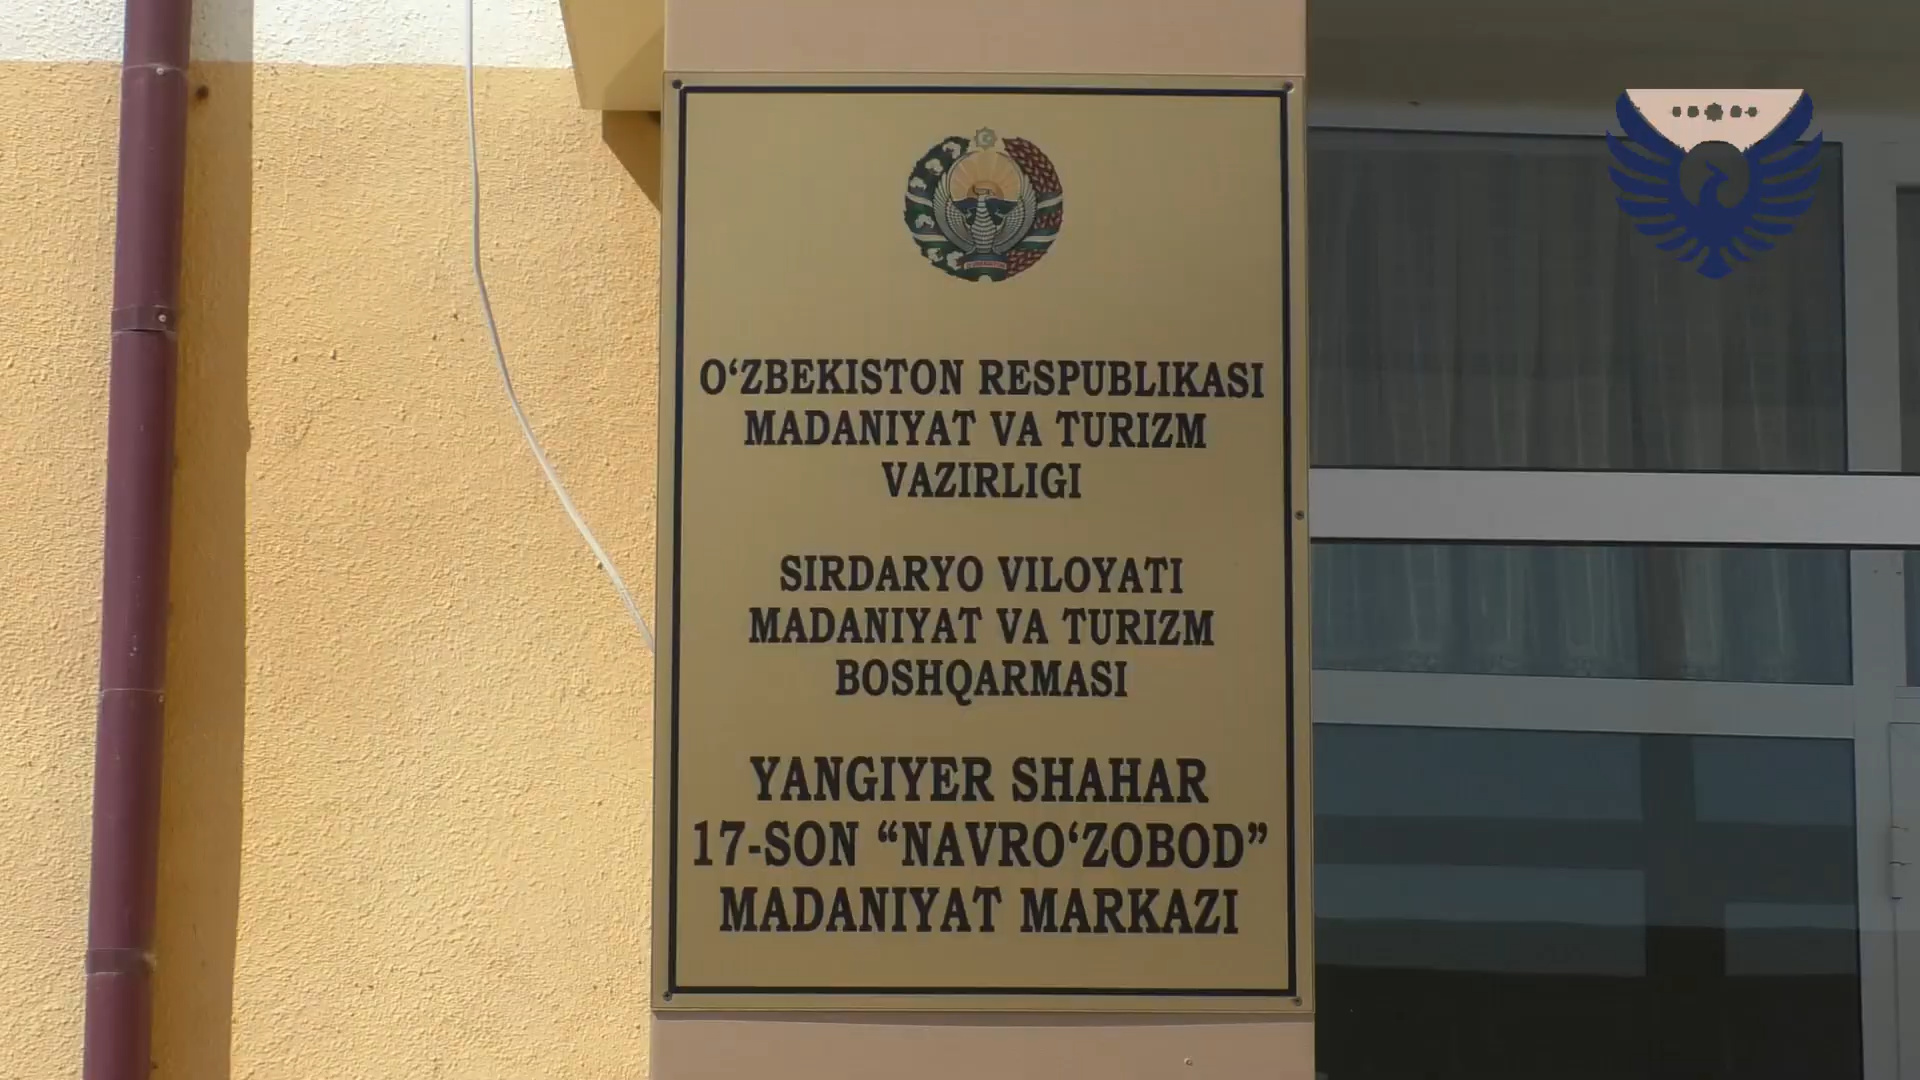 O‘ZBEKISTON RESPUBLIKASI
MADANIYAT VA TURIZM
VAZIRLIGI
SIRDARYO VILOYATI
MADANIYAT VA TURIZM
BOSHQARMASI
YANGIYER SHAHAR
17-SON “NAVRO‘ZOBOD”
MADANIYAT MARKAZI